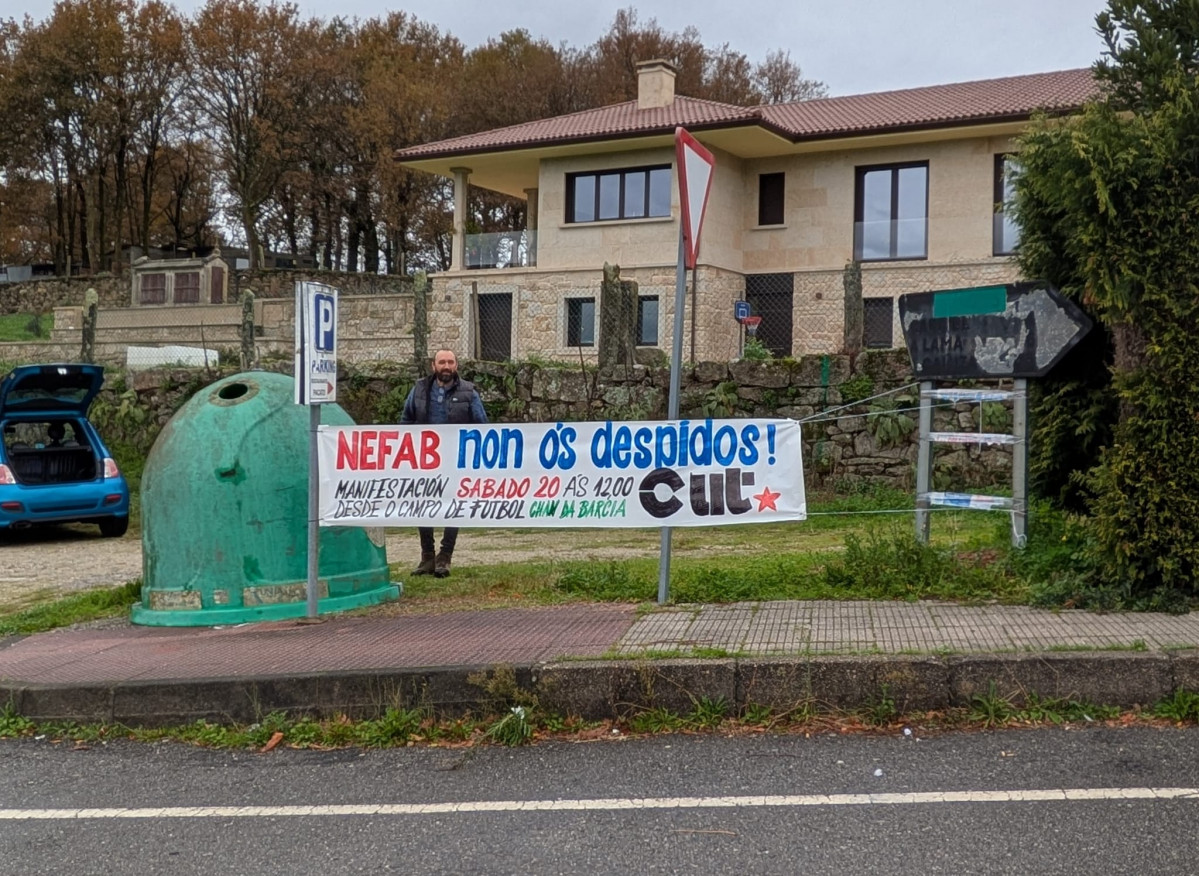 P
PARKING
NEFAB non ós despidos!
MANIFESTACIÓN SABADO 20 ÁS 12,00
DESDE O CAMPO DE FUTBOL CHAN DA BARCIA
CUT
LAMA